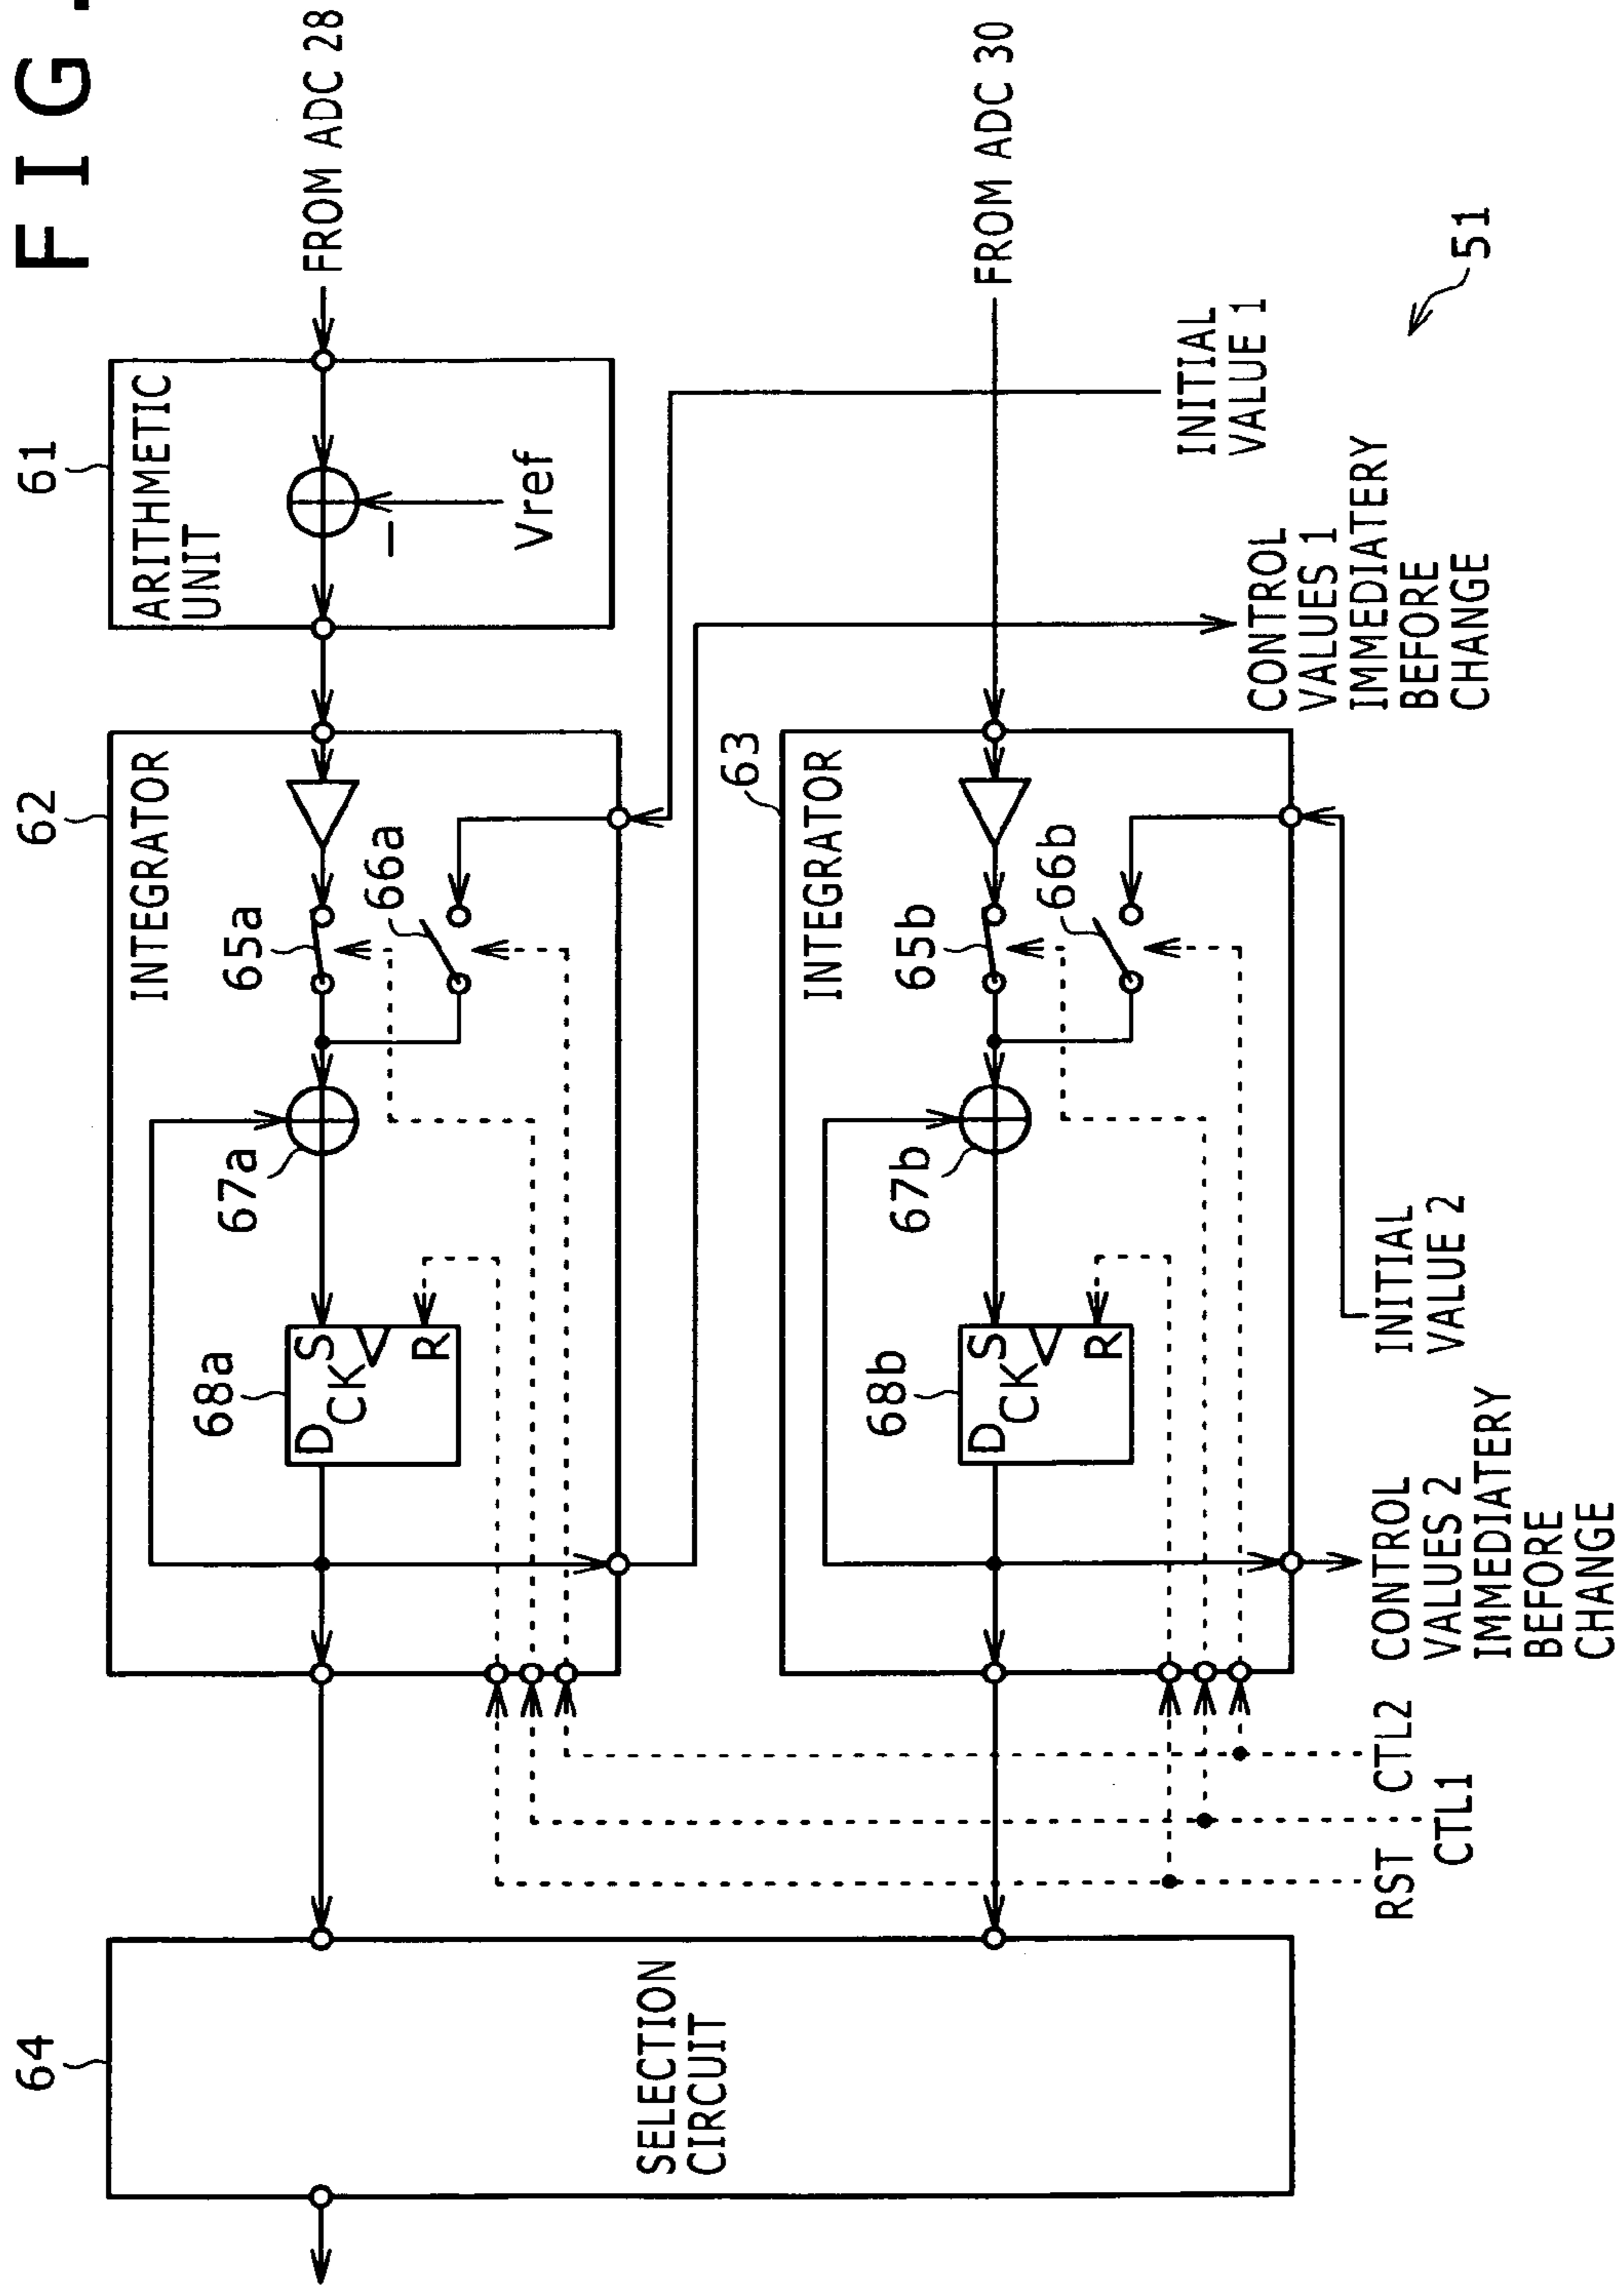 FIG.
FROM ADC 28
61
ARITHMETIC
UNIT
Vref
−
62
INTEGRATOR
65a
66a
67a
68a
D
S
CK
R
FROM ADC 30
INITIAL
VALUE 1
CONTROL
VALUES 1
IMMEDIATERY
BEFORE
CHANGE
51
63
INTEGRATOR
65b
66b
67b
68b
D
S
CK
R
INITIAL
VALUE 2
CONTROL
VALUES 2
IMMEDIATERY
BEFORE
CHANGE
CTL2
CTL1
RST
64
SELECTION
CIRCUIT